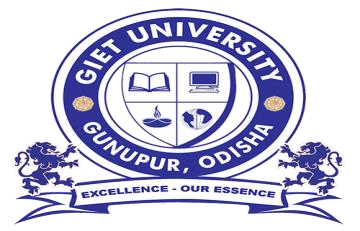 GIET UNIVERSITY
GUNUPUR, ODISHA
EXCELLENCE - OUR ESSENCE